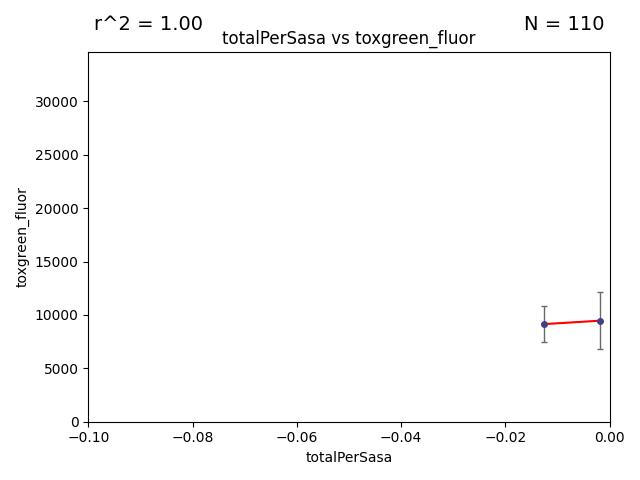 r^2 = 1.00
N = 110
totalPerSasa vs toxgreen_fluor
30000
25000
20000
15000
10000
5000
0
toxgreen_fluor
−0.10
−0.08
−0.06
−0.04
−0.02
0.00
totalPerSasa